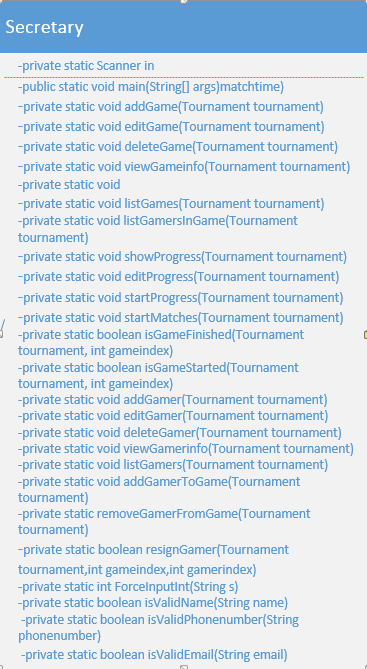 Secretary
-private static Scanner in
-public static void main(String[] args)matchtime)
-private static void addGame(Tournament tournament)
-private static void editGame(Tournament tournament)
-private static void deleteGame(Tournament tournament)
-private static void viewGameinfo(Tournament tournament)
-private static void
-private static void listGames(Tournament tournament)
-private static void listGamersInGame(Tournament
tournament)
-private static void showProgress(Tournament tournament)
-private static void editProgress(Tournament tournament)
-private static void startProgress(Tournament tournament)
-private static void startMatches(Tournament tournament)
-private static boolean isGameFinished(Tournament
tournament, int gameindex)
-private static boolean isGameStarted(Tournament
tournament, int gameindex)
-private static void addGamer(Tournament tournament)
-private static void editGamer(Tournament tournament)
-private static void deleteGamer(Tournament tournament)
-private static void viewGamerinfo(Tournament tournament)
-private static void listGamers(Tournament tournament)
-private static void addGamerToGame(Tournament
tournament)
-private static removeGamerFromGame(Tournament
tournament)
-private static boolean resignGamer(Tournament
tournament,int gameindex,int gamerindex)
-private static int ForceInputInt(String s)
-private static boolean isValidName(String name)
-private static boolean isValidPhonenumber(String
phonenumber)
-private static boolean isValidEmail(String email)